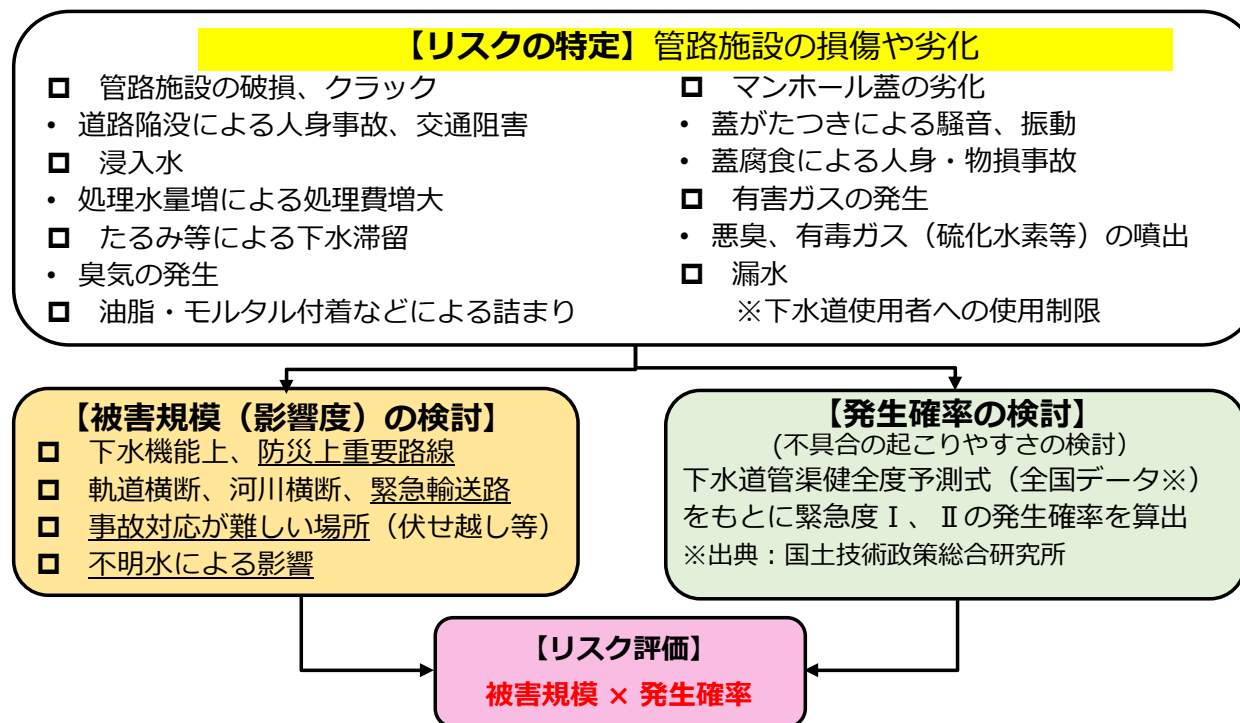 【リスクの特定】管路施設の損傷や劣化
□ 管路施設の破損、クラック
・道路陥没による人身事故、交通阻害
□ 浸入水
・処理水量増による処理費増大
□ たるみ等による下水滞留
・臭気の発生
□ 油脂・モルタル付着などによる詰まり
□ マンホール蓋の劣化
・蓋がたつきによる騒音、振動
・蓋腐食による人身・物損事故
□ 有害ガスの発生
・悪臭、有毒ガス（硫化水素等）の噴出
□ 漏水
※下水道使用者への使用制限
【被害規模（影響度）の検討】
□ 下水機能上、防災上重要路線
□ 軌道横断、河川横断、緊急輸送路
□ 事故対応が難しい場所（伏せ越し等）
□ 不明水による影響
【発生確率の検討】
(不具合の起こりやすさの検討）
下水道管渠健全度予測式（全国データ※）
をもとに緊急度Ⅰ、Ⅱの発生確率を算出
※出典：国土技術政策総合研究所
【リスク評価】
被害規模 × 発生確率